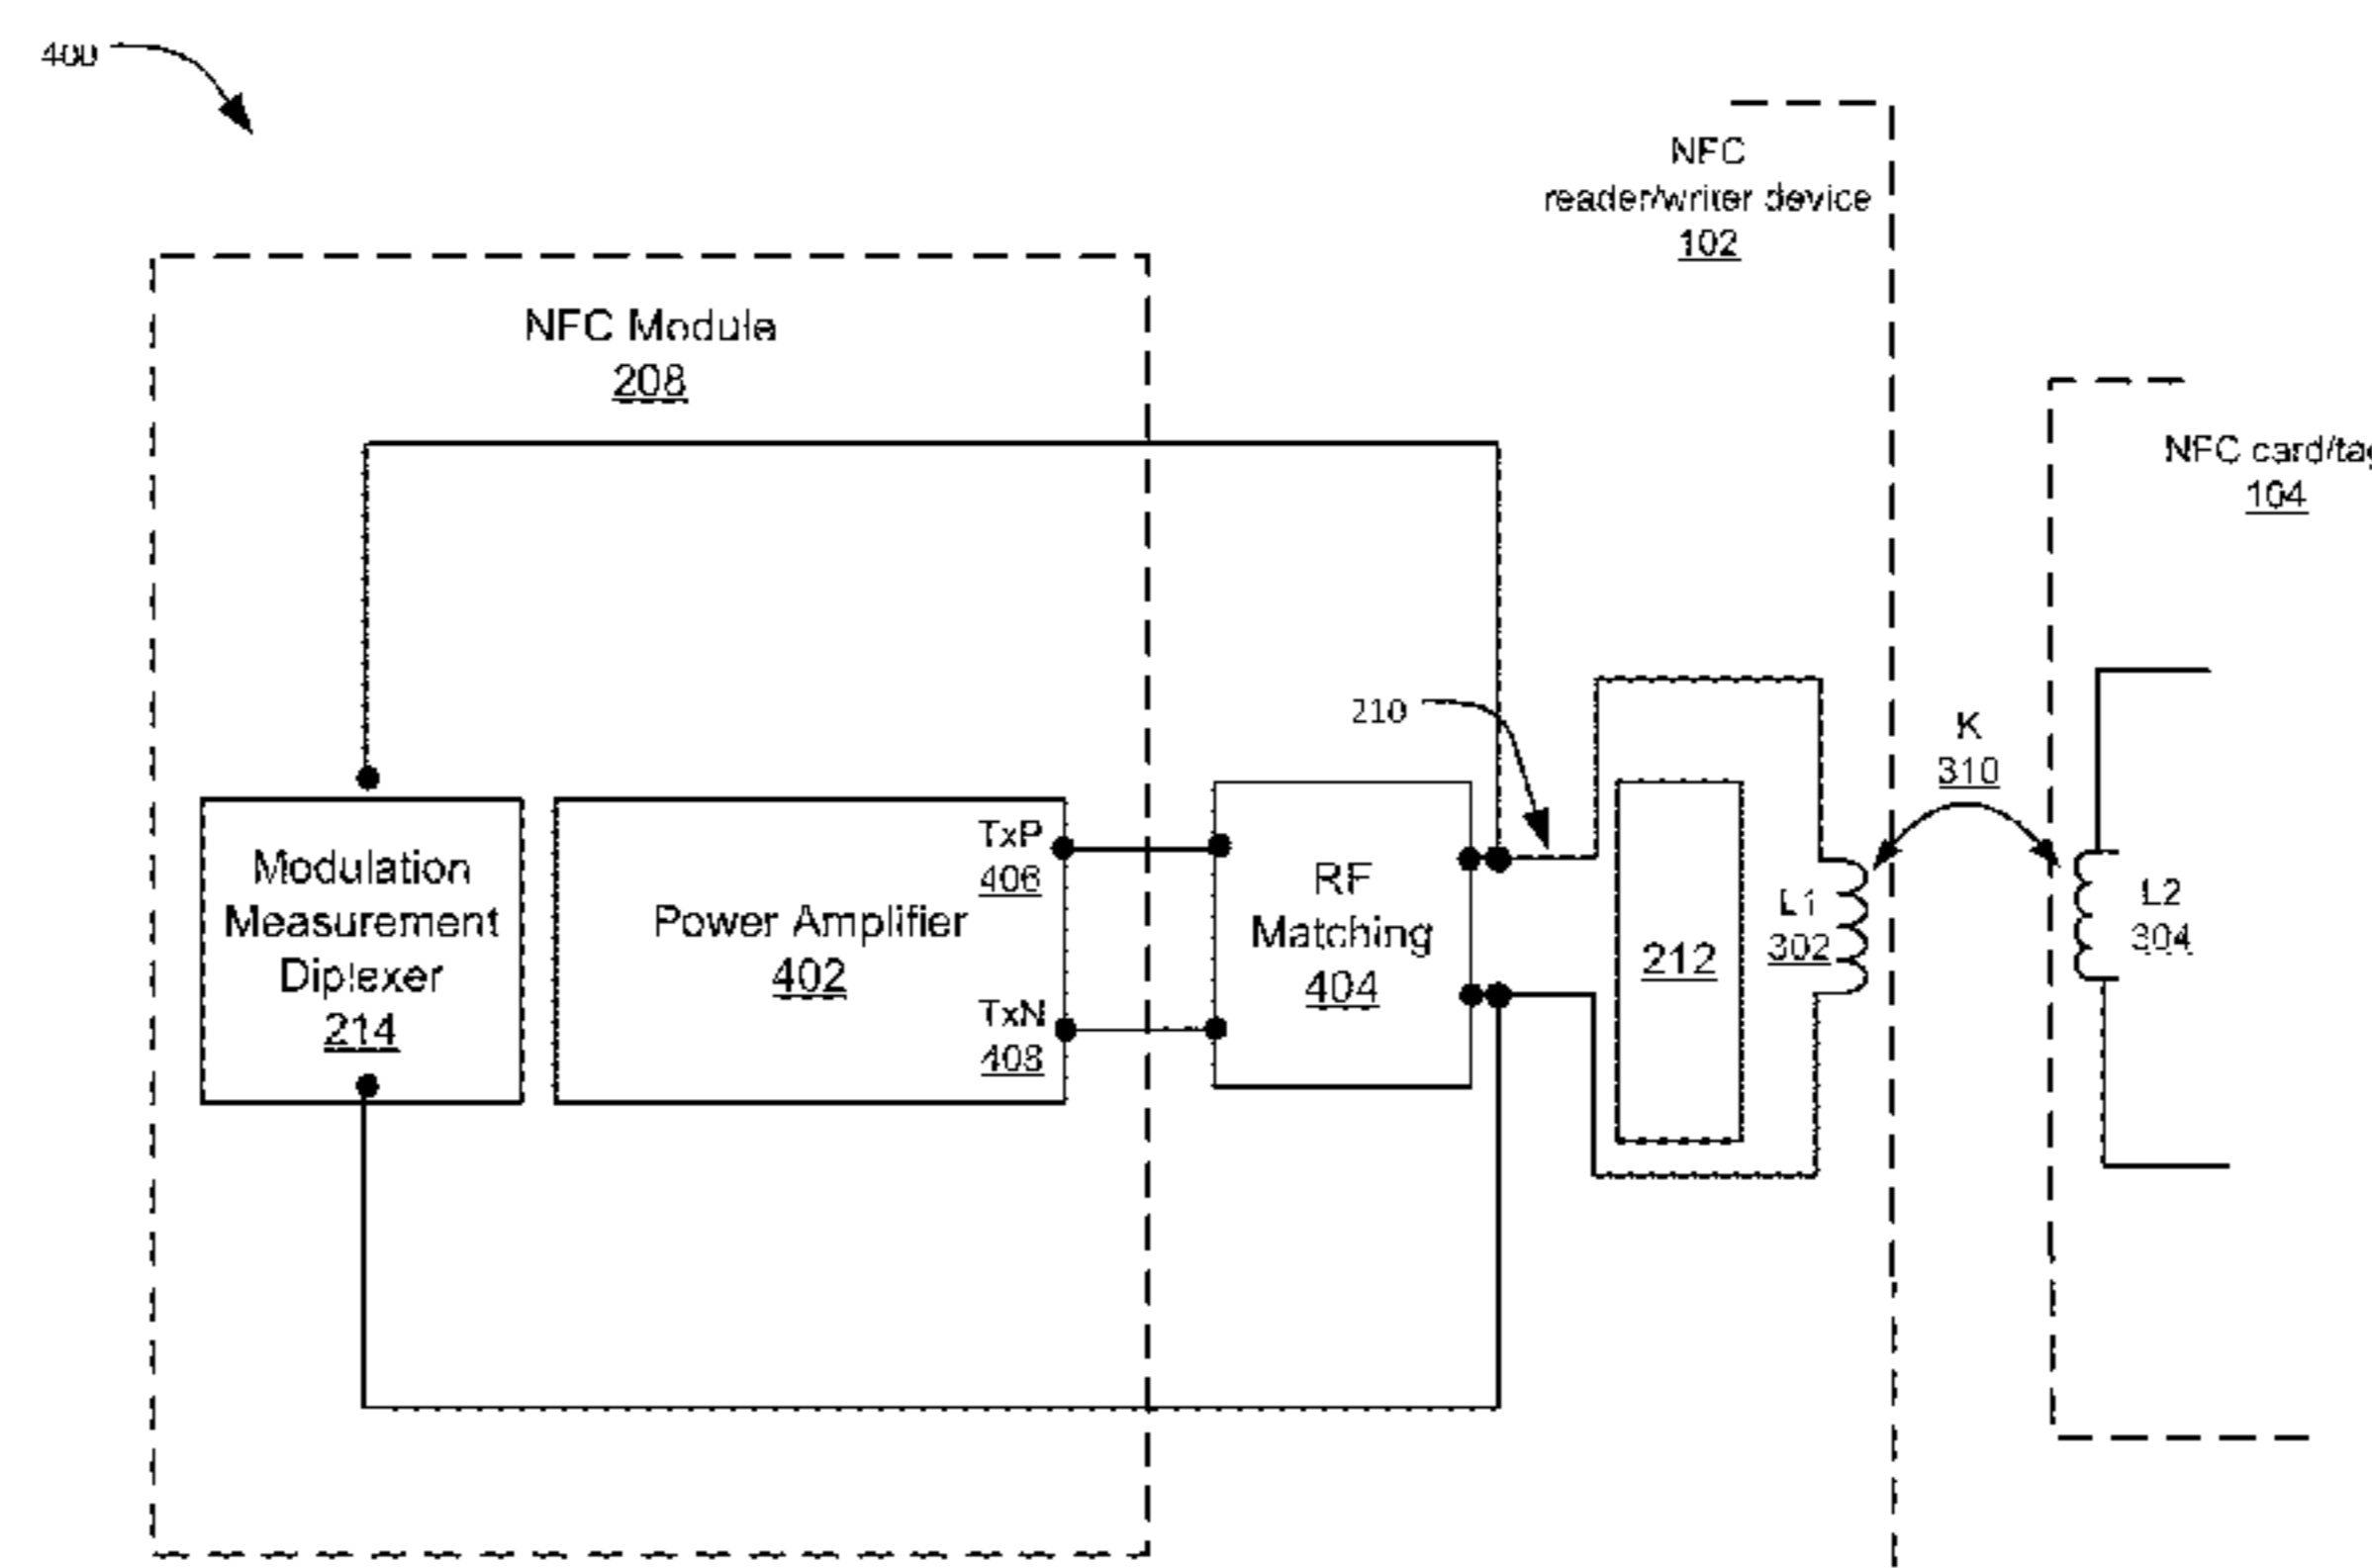 400
NFC
reader/writer device
102
NFC Module
208
NFC card/tag
104
210
K
310
Modulation
Measurement
Diplexer
214
Power Amplifier
402
TxP
406
TxN
408
RF
Matching
404
212
L1
302
L2
304